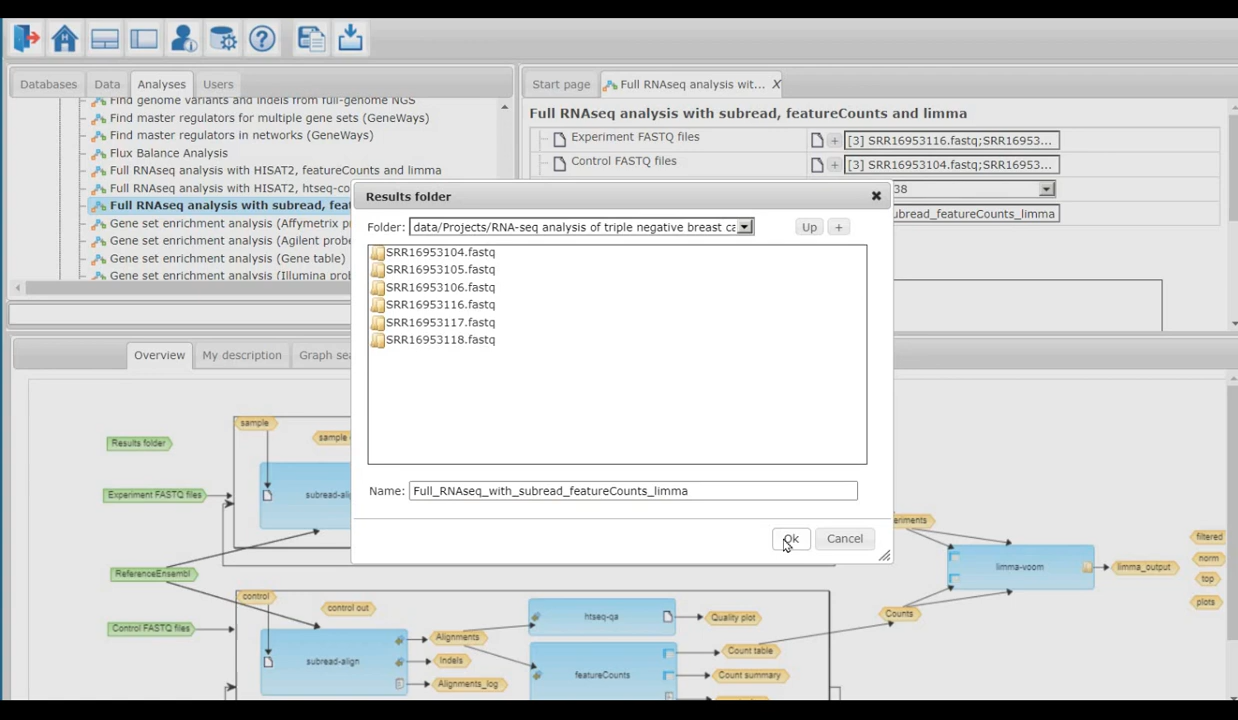 Databases Data Analyses Users
Start page Full RNAseq analysis wit... X
Find genome variants and indels from full-genome NGS
Find master regulators for multiple gene sets (GeneWays)
Find master regulators in networks (GeneWays)
Flux Balance Analysis
Full RNAseq analysis with HISAT2, featureCounts and limma
Full RNAseq analysis with HISAT2, htseq-co
Full RNAseq analysis with subread, fea
Gene set enrichment analysis (Affymetrix p
Gene set enrichment analysis (Agilent probe
Gene set enrichment analysis (Gene table)
Gene set enrichment analysis (Illumina prob
Full RNAseq analysis with subread, featureCounts and limma
Experiment FASTQ files + [3] SRR16953116.fastq;SRR16953...
Control FASTQ files + [3] SRR16953104.fastq;SRR16953...
38
ubread_featureCounts_limma
Results folder
Folder: data/Projects/RNA-seq analysis of triple negative breast ca Up +
SRR16953104.fastq
SRR16953105.fastq
SRR16953106.fastq
SRR16953116.fastq
SRR16953117.fastq
SRR16953118.fastq
Name: Full_RNAseq_with_subread_featureCounts_limma
Ok Cancel
Overview My description Graph sea
Results folder
sample
sample
Experiment FASTQ files
subread-ali
ReferenceEnsembl
Control FASTQ files
control
control out
subread-align
Alignments
Indels
Alignments_log
htseq-qa
Quality plot
featureCounts
Count table
Count summary
eriments
Counts
limma-voom
limma_output
filtered
norm
top
plots